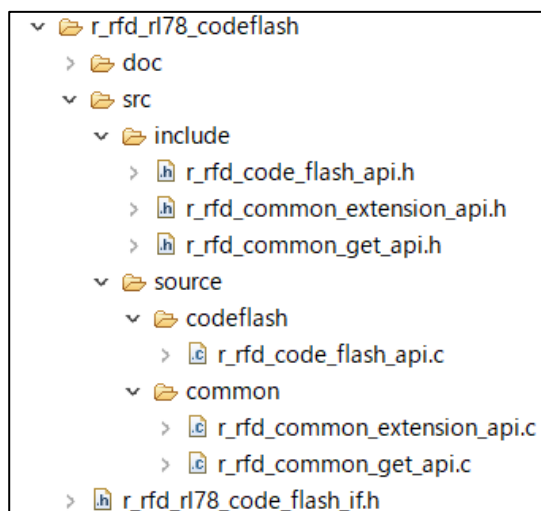 r_rfd_rl78_codeflash
doc
src
include
r_rfd_code_flash_api.h
r_rfd_common_extension_api.h
r_rfd_common_get_api.h
source
codeflash
r_rfd_code_flash_api.c
common
r_rfd_common_extension_api.c
r_rfd_common_get_api.c
r_rfd_rl78_code_flash_if.h